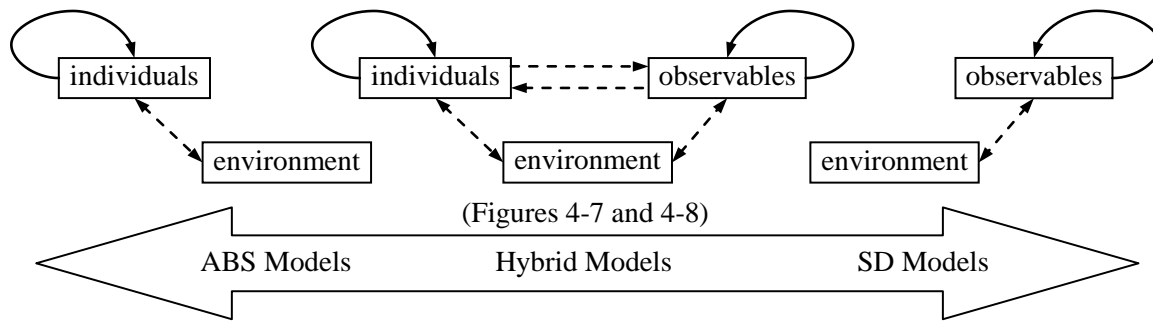 individuals
individuals
observables
observables
environment
environment
environment
(Figures 4-7 and 4-8)
ABS Models
Hybrid Models
SD Models